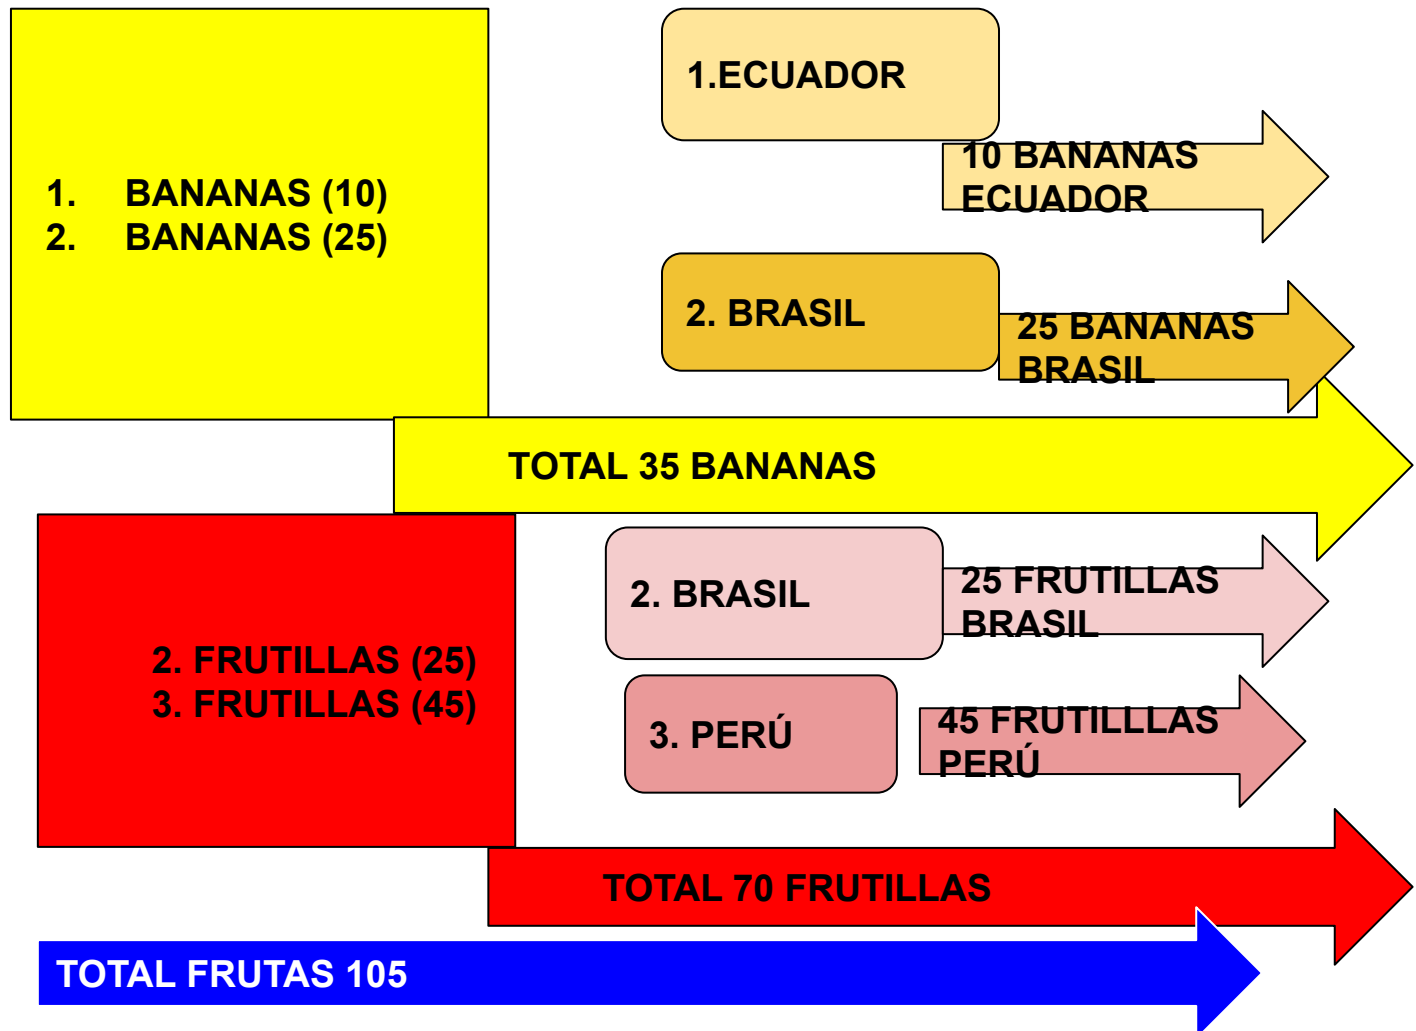 1. BANANAS (10)
2. BANANAS (25)
1.ECUADOR
10 BANANAS
ECUADOR
2. BRASIL
25 BANANAS
BRASIL
TOTAL 35 BANANAS
2. FRUTILLAS (25)
3. FRUTILLAS (45)
2. BRASIL
25 FRUTILLAS
BRASIL
3. PERÚ
45 FRUTILLLAS
PERÚ
TOTAL 70 FRUTILLAS
TOTAL FRUTAS 105